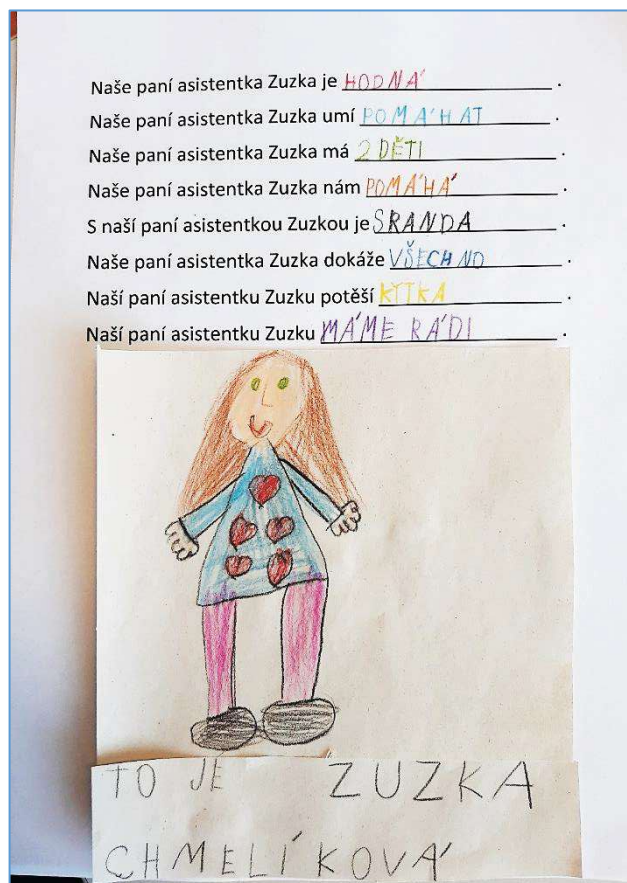 Naše paní asistentka Zuzka je HODNÁ.
Naše paní asistentka Zuzka umí POMÁHAT.
Naše paní asistentka Zuzka má 2 DĚTI.
Naše paní asistentka Zuzka nám POMÁHÁ.
S naší paní asistentkou Zuzkou je SRANDA.
Naše paní asistentka Zuzka dokáže VŠECHNO.
Naší paní asistentku Zuzku potěší KYTKA.
Naší paní asistentku Zuzku MÁME RÁDI.
TO JE ZUZKA
CHMELÍKOVÁ